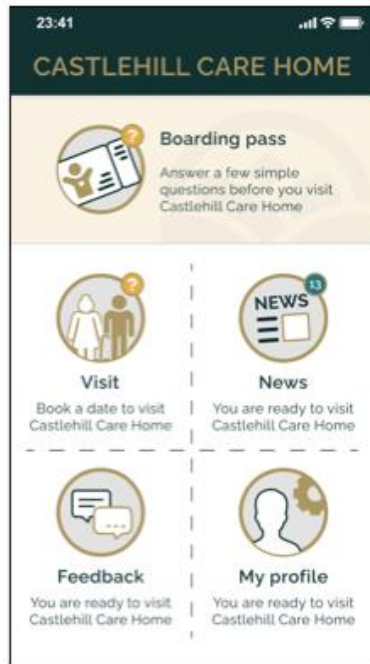 23:41
CASTLEHILL CARE HOME
?
Boarding pass
Answer a few simple
questions before you visit
Castlehill Care Home
?
Visit
Book a date to visit
Castlehill Care Home
NEWS
13
News
You are ready to visit
Castlehill Care Home
Feedback
You are ready to visit
Castlehill Care Home
My profile
You are ready to visit
Castlehill Care Home